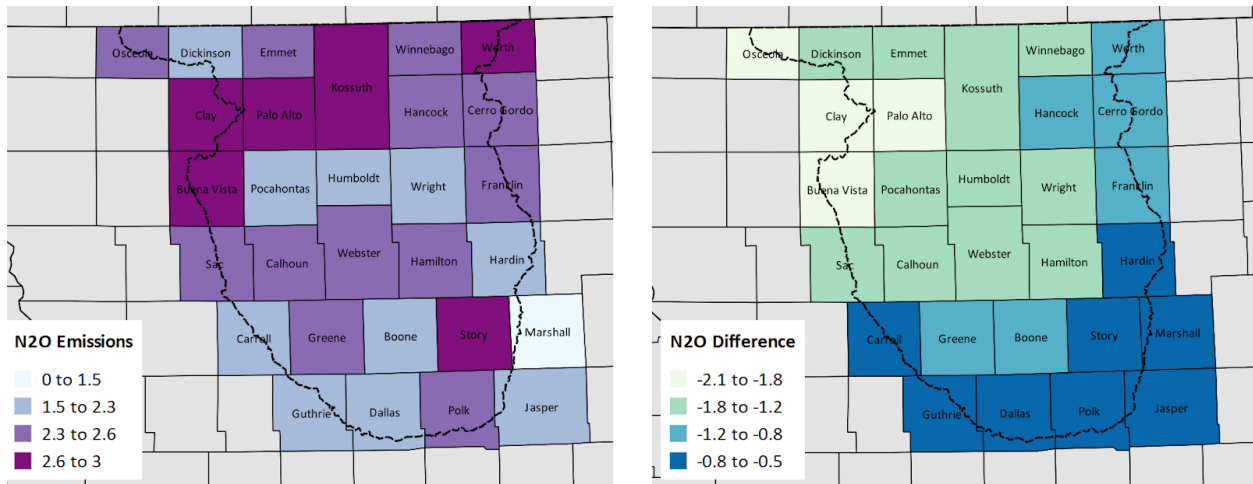 Osceola Dickinson Emmet Winnebago Worth
Kossuth
Clay Palo Alto Hancock Cerro Gordo
Buena Vista Pocahontas Humboldt Wright Franklin
Sac Calhoun Webster Hamilton Hardin
Carroll Greene Boone Story Marshall
Guthrie Dallas Polk Jasper
N2O Emissions
0 to 1.5
1.5 to 2.3
2.3 to 2.6
2.6 to 3
Osceola Dickinson Emmet Winnebago Worth
Kossuth
Clay Palo Alto Hancock Cerro Gordo
Buena Vista Pocahontas Humboldt Wright Franklin
Sac Calhoun Webster Hamilton Hardin
Carroll Greene Boone Story Marshall
Guthrie Dallas Polk Jasper
N2O Difference
-2.1 to -1.8
-1.8 to -1.2
-1.2 to -0.8
-0.8 to -0.5